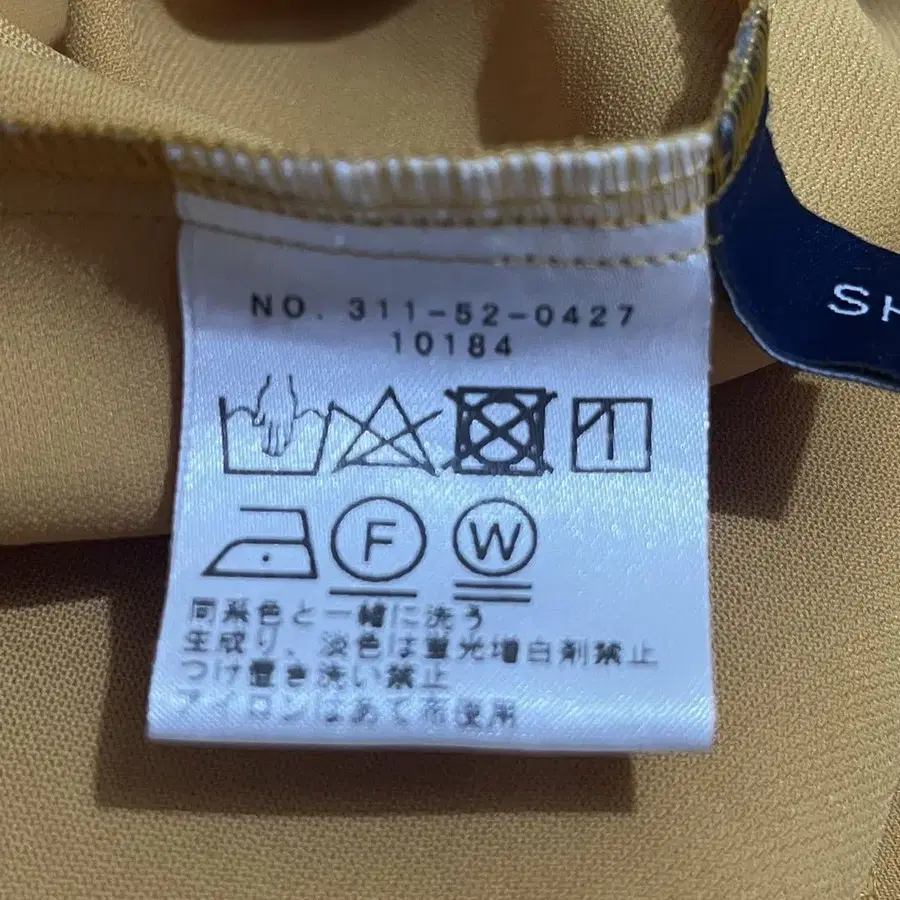 NO. 311-52-0427
10184
SH
F
W
同系色と一緒に洗う
生成り、淡色は蛍光増白剤禁止
つけ置き洗い禁止
アイロンはあて布使用